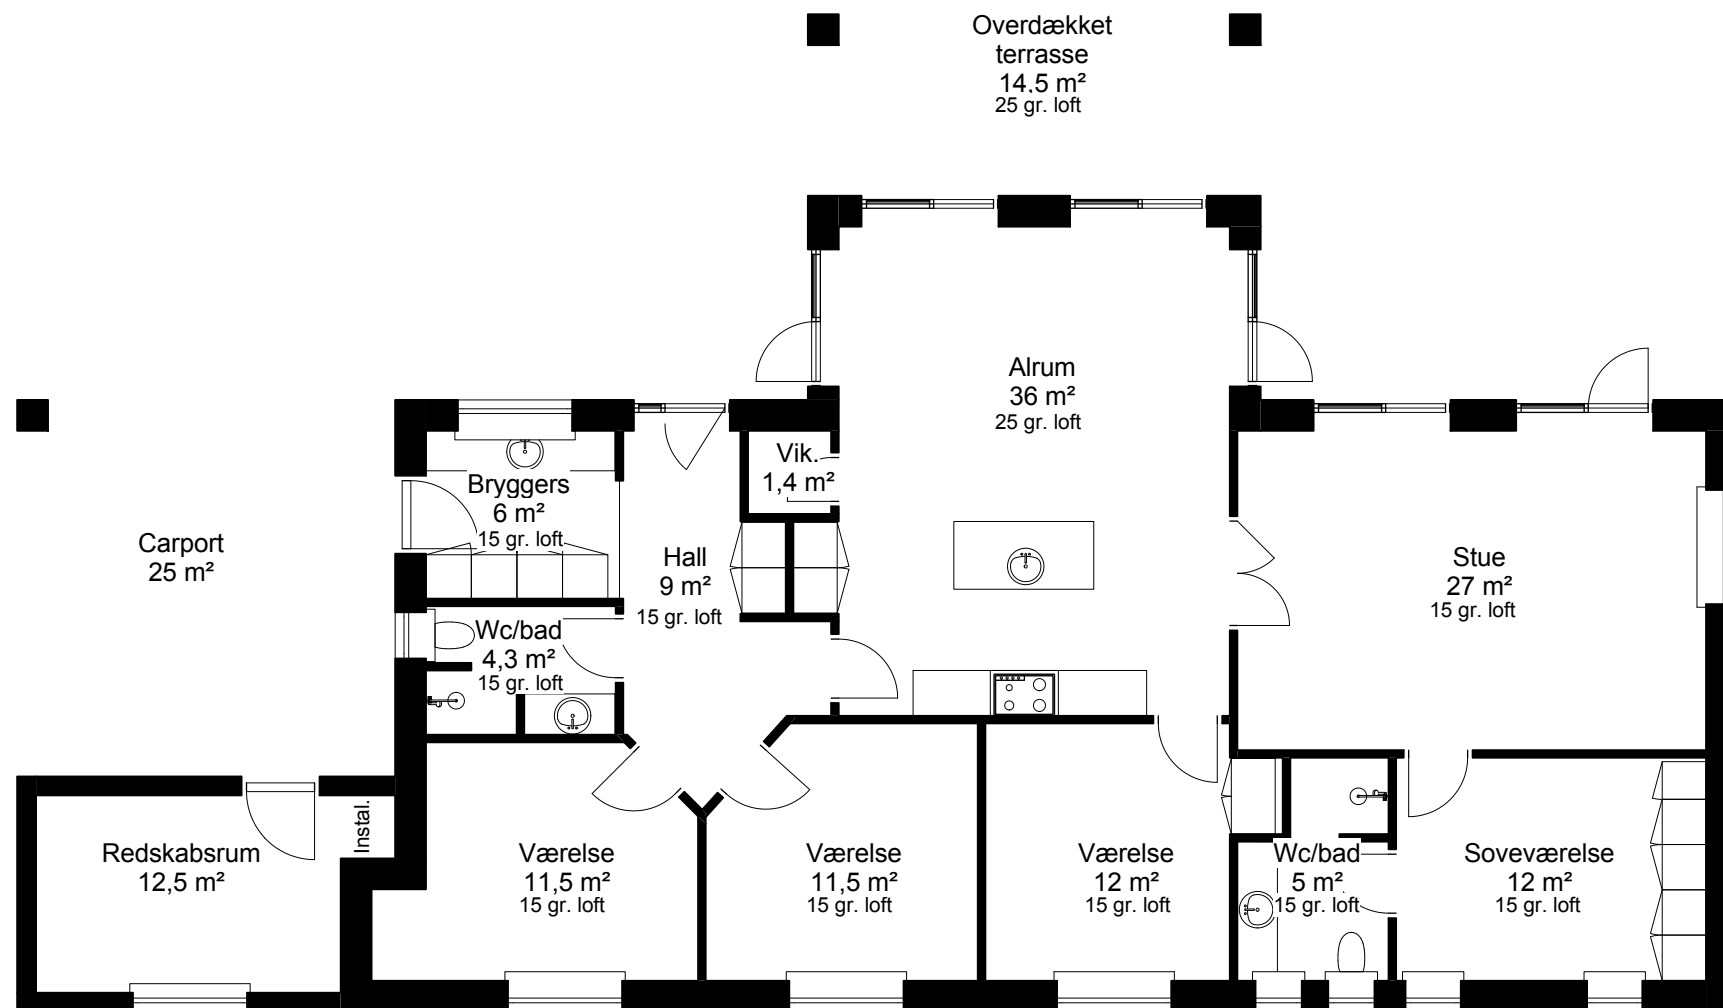 Overdækket
terrasse
14,5 m²
25 gr. loft
Alrum
36 m²
25 gr. loft
Vik.
1,4 m²
Bryggers
6 m²
15 gr. loft
Carport
25 m²
Hall
9 m²
15 gr. loft
Stue
27 m²
15 gr. loft
Wc/bad
4,3 m²
15 gr. loft
Instal.
Redskabsrum
12,5 m²
Værelse
11,5 m²
15 gr. loft
Værelse
11,5 m²
15 gr. loft
Værelse
12 m²
15 gr. loft
Wc/bad
5 m²
15 gr. loft
Soveværelse
12 m²
15 gr. loft